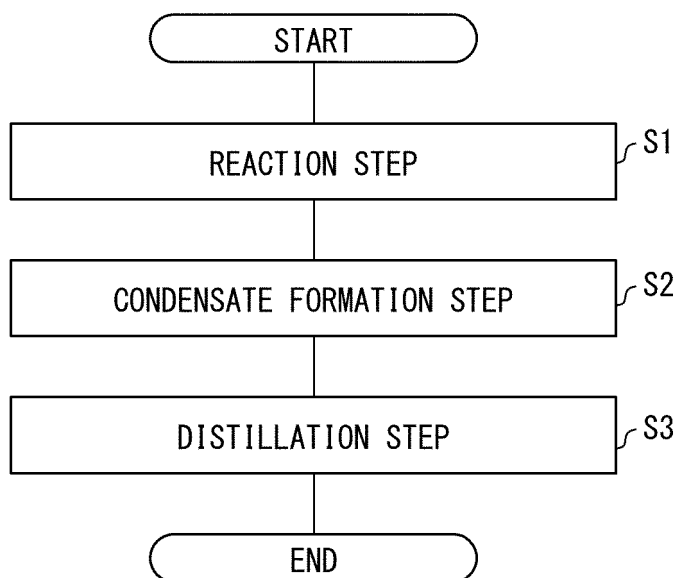 START
REACTION STEP
S1
CONDENSATE FORMATION STEP
S2
DISTILLATION STEP
S3
END